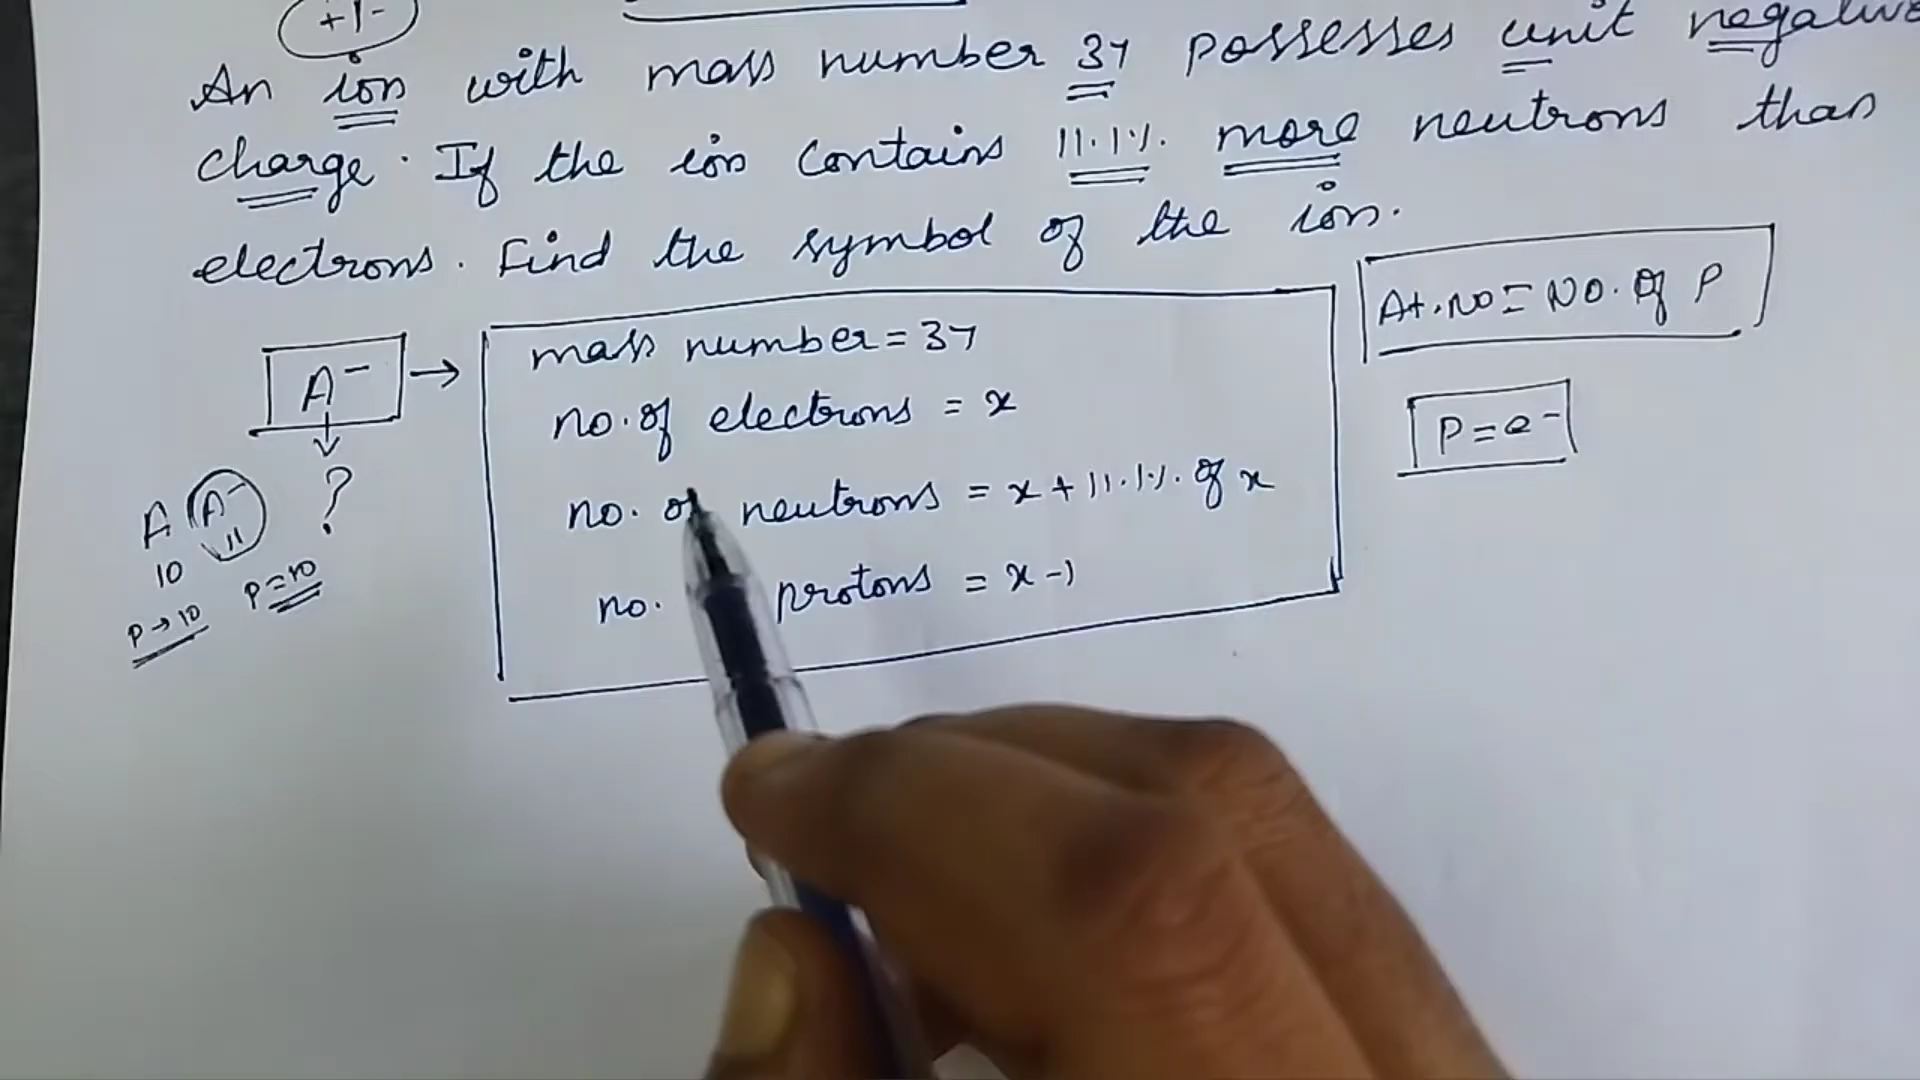 +1-
An ion with mass number 37 possesses unit negative
charge. If the ion contains 11.1%. more neutrons than
electrons. Find the symbol of the ion.
At.No = NO. of P
mass number = 37
A⁻ →
no. of electrons = x
P = e⁻
no. of neutrons = x + 11.1%. of x
?
A A⁻
10 11
no. protons = x - 1
P → 10 P = 10